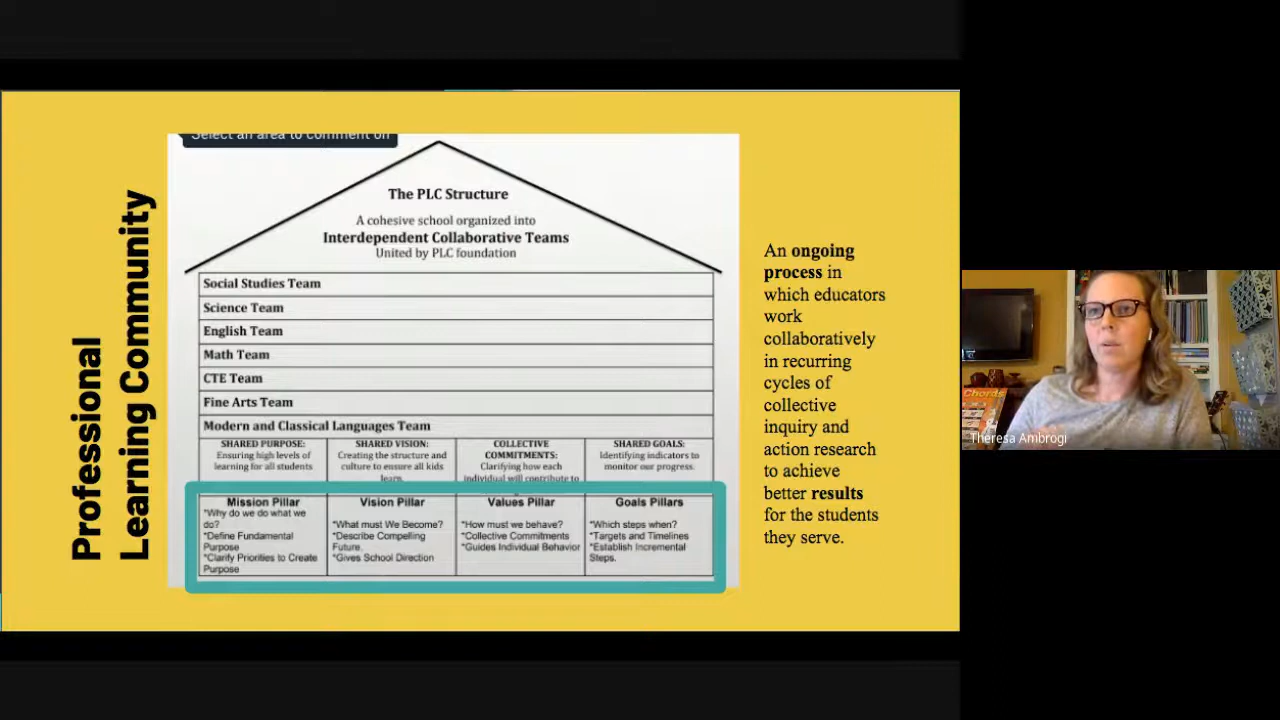 Professional
Learning Community
Select an area to comment on
The PLC Structure
A cohesive school organized into
Interdependent Collaborative Teams
United by PLC foundation
Social Studies Team
Science Team
English Team
Math Team
CTE Team
Fine Arts Team
Modern and Classical Languages Team
SHARED PURPOSE:
Ensuring high levels of
learning for all students
SHARED VISION:
Creating the structure and
culture to ensure all kids
learn.
COLLECTIVE
COMMITMENTS:
Clarifying how each
individual will contribute to
SHARED GOALS:
Identifying indicators to
monitor our progress.
Mission Pillar
*Why do we do what we
do?
*Define Fundamental
Purpose
*Clarify Priorities to Create
Purpose
Vision Pillar
*What must We Become?
*Describe Compelling
Future.
*Gives School Direction
Values Pillar
*How must we behave?
*Collective Commitments
*Guides Individual Behavior
Goals Pillars
*Which steps when?
*Targets and Timelines
*Establish Incremental
Steps.
An ongoing
process in
which educators
work
collaboratively
in recurring
cycles of
collective
inquiry and
action research
to achieve
better results
for the students
they serve.
Chords
Theresa Ambrogi